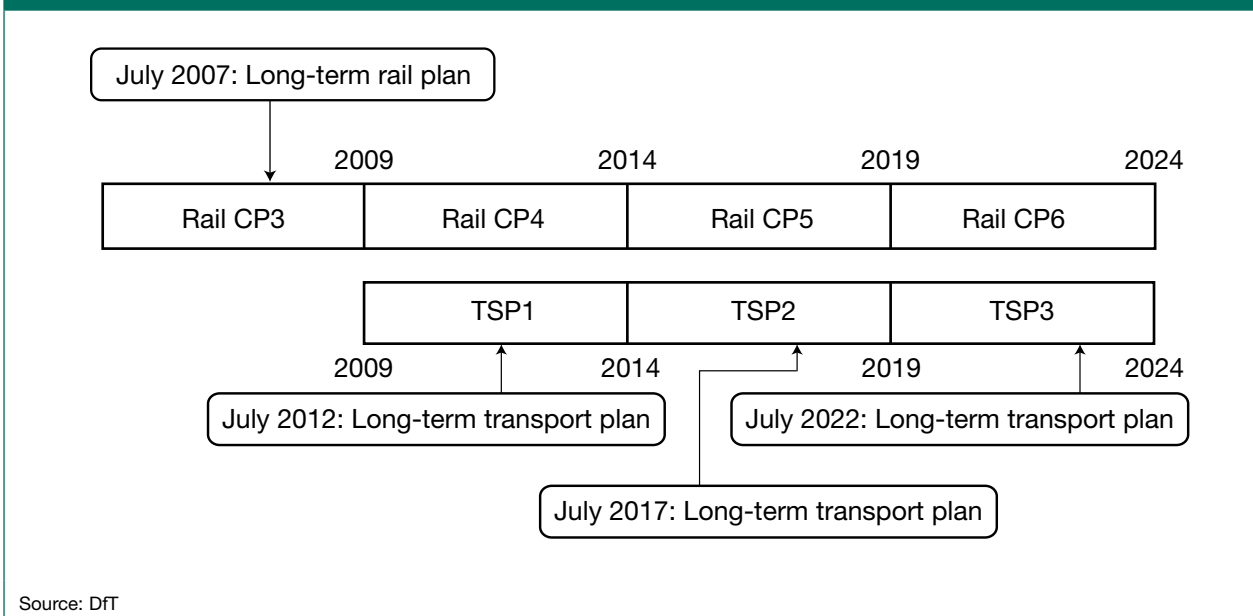 July 2007: Long-term rail plan
2009 2014 2019 2024
Rail CP3 Rail CP4 Rail CP5 Rail CP6
TSP1 TSP2 TSP3
2009 2014 2019 2024
July 2012: Long-term transport plan July 2022: Long-term transport plan
July 2017: Long-term transport plan
Source: DfT